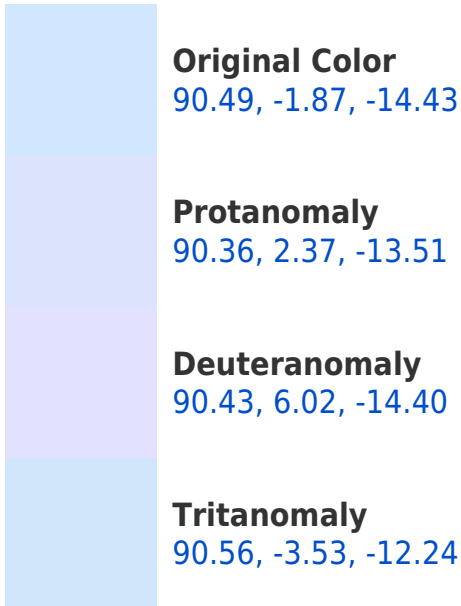 Original Color
90.49, -1.87, -14.43
Protanomaly
90.36, 2.37, -13.51
Deuteranomaly
90.43, 6.02, -14.40
Tritanomaly
90.56, -3.53, -12.24